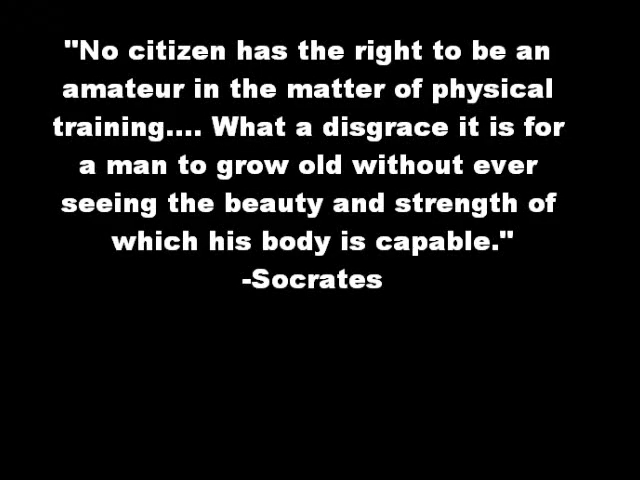 "No citizen has the right to be an
amateur in the matter of physical
training.... What a disgrace it is for
a man to grow old without ever
seeing the beauty and strength of
which his body is capable."
-Socrates